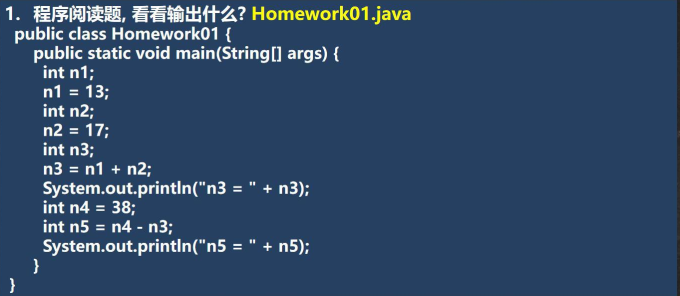 1. 程序阅读题, 看看输出什么? Homework01.java
public class Homework01 {
public static void main(String[] args) {
int n1;
n1 = 13;
int n2;
n2 = 17;
int n3;
n3 = n1 + n2;
System.out.println("n3 = " + n3);
int n4 = 38;
int n5 = n4 - n3;
System.out.println("n5 = " + n5);
}
}